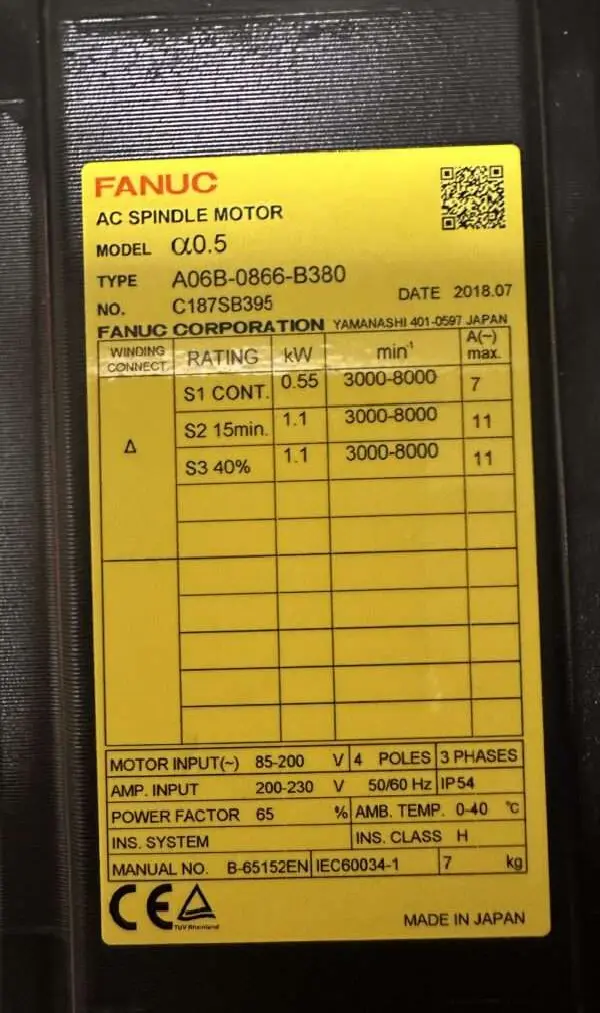 FANUC
AC SPINDLE MOTOR
MODEL α0.5
TYPE A06B-0866-B380
NO. C187SB395 DATE 2018.07
FANUC CORPORATION YAMANASHI 401-0597 JAPAN
WINDING CONNECT. RATING kW min⁻¹ A(~) max.
Δ
S1 CONT. 0.55 3000-8000 7
S2 15min. 1.1 3000-8000 11
S3 40% 1.1 3000-8000 11
MOTOR INPUT(~) 85-200 V 4 POLES 3 PHASES
AMP. INPUT 200-230 V 50/60 Hz IP54
POWER FACTOR 65 % AMB. TEMP. 0-40 ℃
INS. SYSTEM INS. CLASS H
MANUAL NO. B-65152EN IEC60034-1 7 kg
CE TUV Rheinland
MADE IN JAPAN